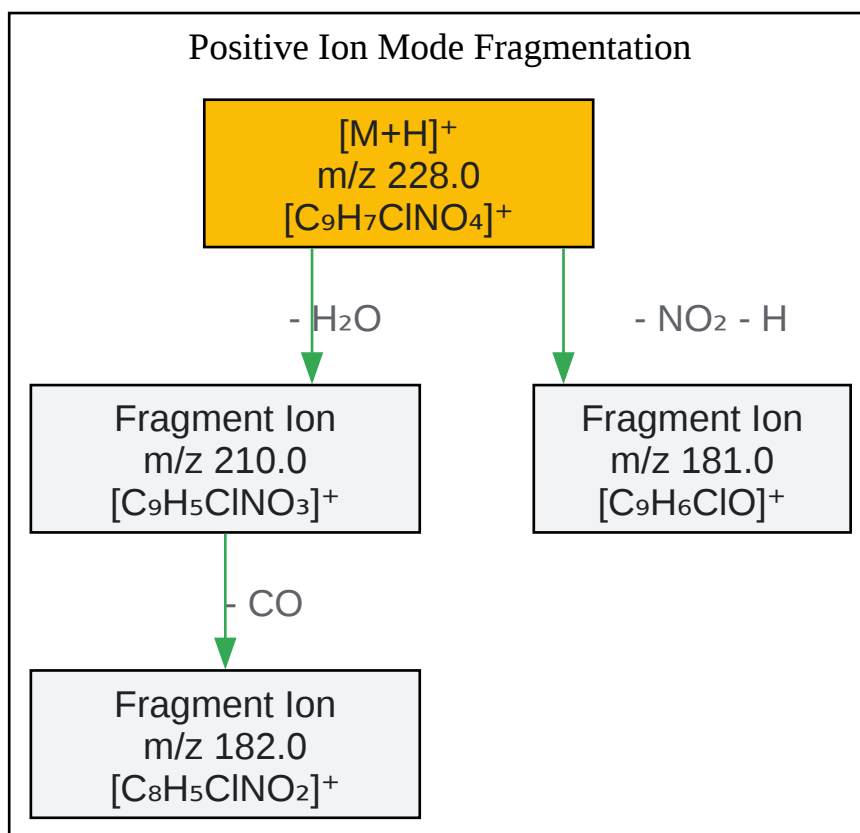 Positive Ion Mode Fragmentation
[M+H]⁺
m/z 228.0
[C₉H₇ClNO₄]⁺
- H₂O
- NO₂ - H
Fragment Ion
m/z 210.0
[C₉H₅ClNO₃]⁺
Fragment Ion
m/z 181.0
[C₉H₆ClO]⁺
- CO
Fragment Ion
m/z 182.0
[C₈H₅ClNO₂]⁺